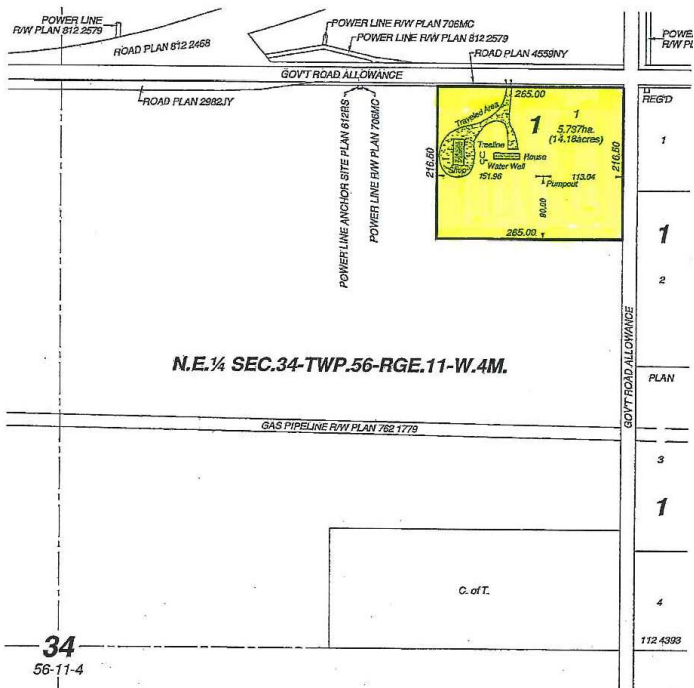 POWER LINE
R/W PLAN 812 2579
ROAD PLAN 812 2468
POWER LINE R/W PLAN 706MC
POWER LINE R/W PLAN 812 2579
ROAD PLAN 4559NY
GOV'T ROAD ALLOWANCE
ROAD PLAN 2982JY
POWER LINE ANCHOR SITE PLAN 612RS
POWER LINE R/W PLAN 706MC
265.00
Traveled Area
1
1
5.737ha.
(14.18acres)
Treeline
House
Water Well
Shop
216.50
216.50
151.96
113.04
Pumpout
90.00
265.00
REG'D
1
1
2
GOV'T ROAD ALLOWANCE
N.E.¼ SEC.34-TWP.56-RGE.11-W.4M.
PLAN
GAS PIPELINE R/W PLAN 762 1779
3
1
C. of T.
4
112 4393
34
56-11-4